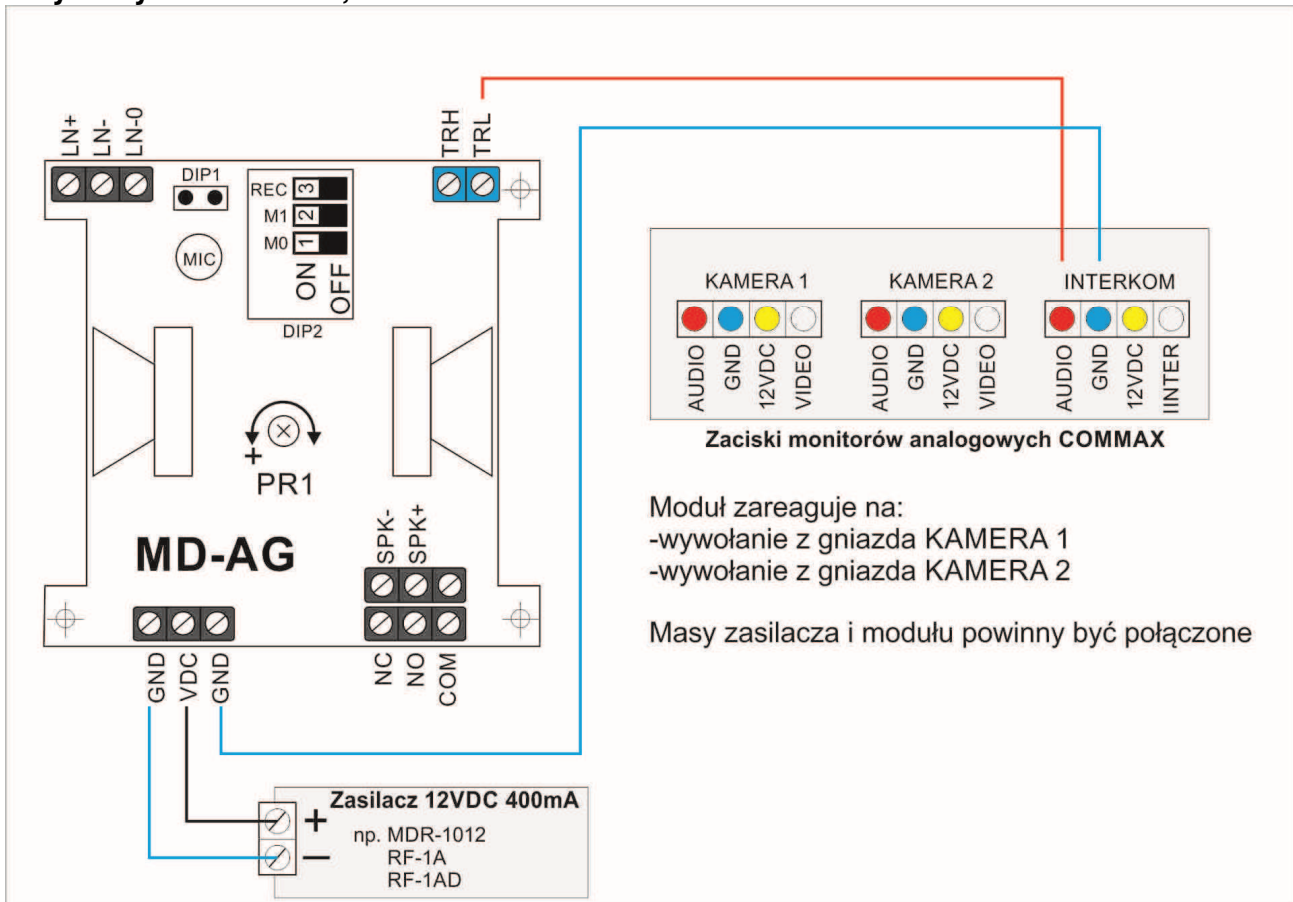 LN+
LN-
LN-0
DIP1
REC 3
M1 2
M0 1
ON
OFF
DIP2
MIC
TRH
TRL
+
PR1
MD-AG
SPK-
SPK+
GND
VDC
GND
NC
NO
COM
KAMERA 1
AUDIO
GND
12VDC
VIDEO
KAMERA 2
AUDIO
GND
12VDC
VIDEO
INTERKOM
AUDIO
GND
12VDC
IINTER
Zaciski monitorów analogowych COMMAX
Moduł zareaguje na:
-wywołanie z gniazda KAMERA 1
-wywołanie z gniazda KAMERA 2
Masy zasilacza i modułu powinny być połączone
Zasilacz 12VDC 400mA
+
np. MDR-1012
–
RF-1A
RF-1AD